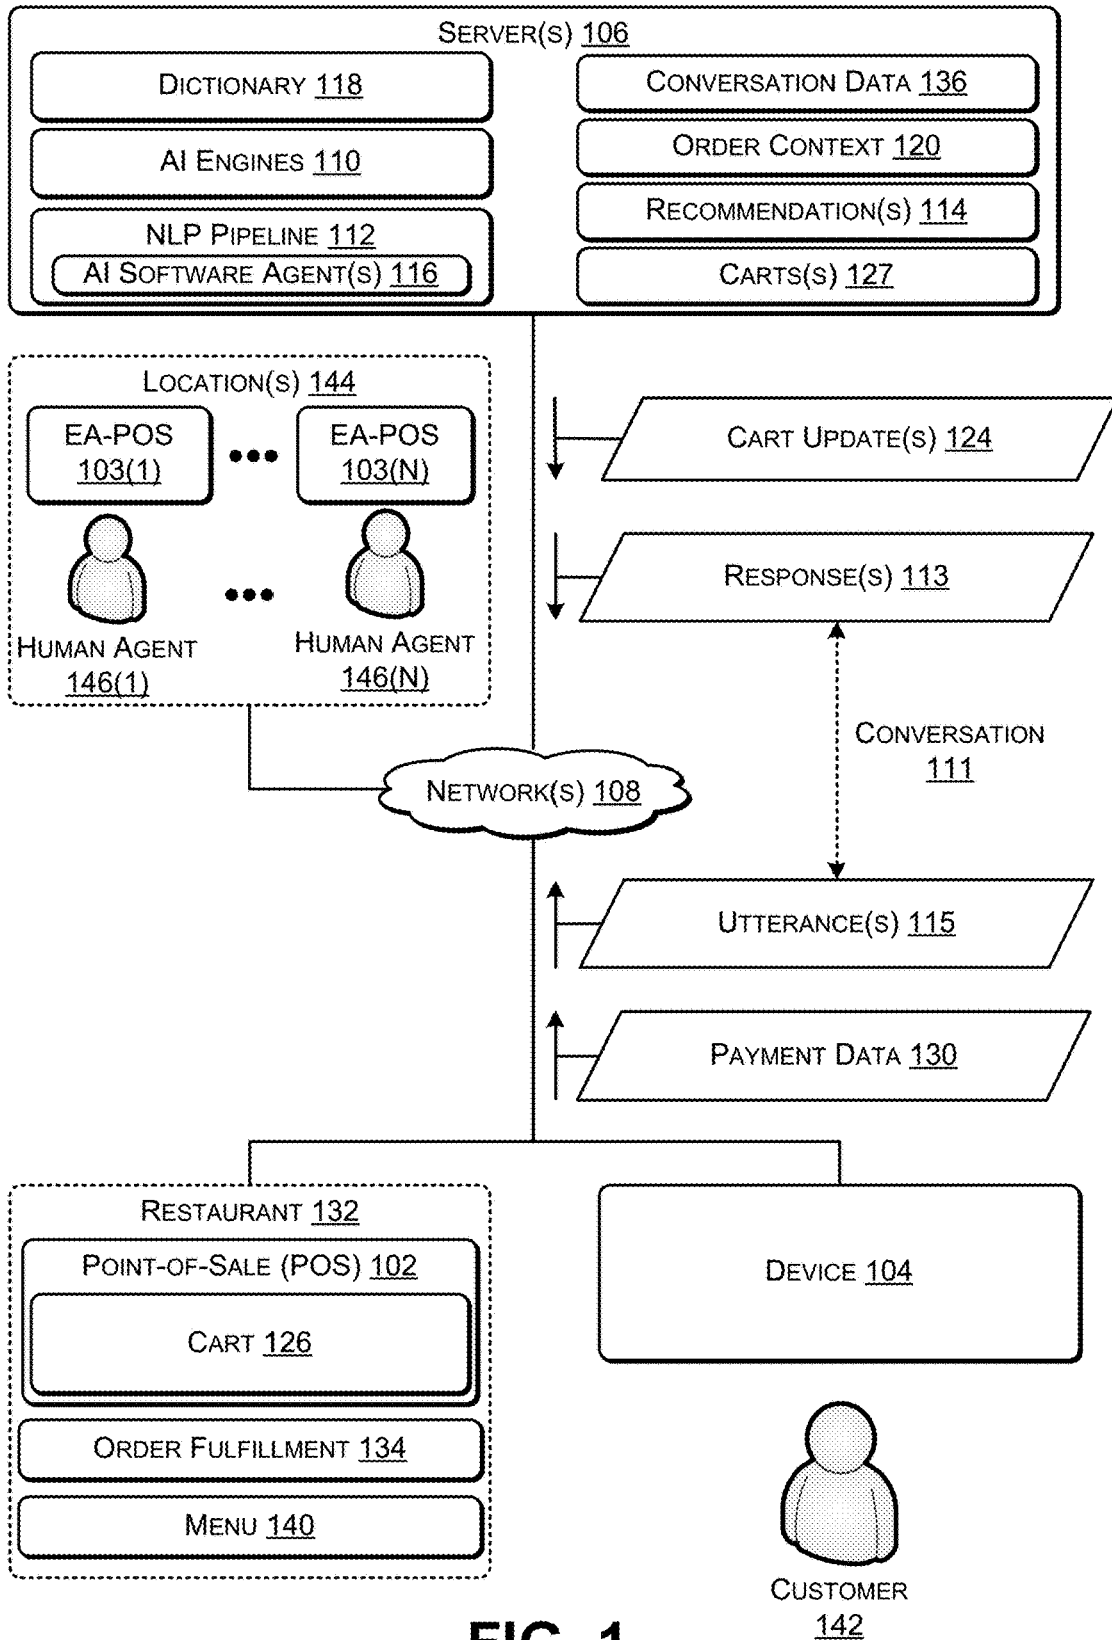 SERVER(S) 106
DICTIONARY 118
AI ENGINES 110
NLP PIPELINE 112
AI SOFTWARE AGENT(S) 116
CONVERSATION DATA 136
ORDER CONTEXT 120
RECOMMENDATION(S) 114
CARTS(S) 127
LOCATION(S) 144
EA-POS
103(1)
EA-POS
103(N)
HUMAN AGENT
146(1)
HUMAN AGENT
146(N)
CART UPDATE(S) 124
RESPONSE(S) 113
CONVERSATION
111
NETWORK(S) 108
UTTERANCE(S) 115
PAYMENT DATA 130
RESTAURANT 132
POINT-OF-SALE (POS) 102
CART 126
ORDER FULFILLMENT 134
MENU 140
DEVICE 104
CUSTOMER
142
FIG. 1